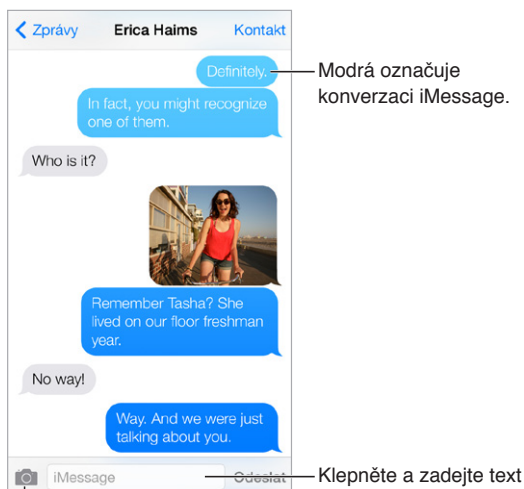 Zprávy Erica Haims Kontakt
Definitely.
Modrá označuje
konverzaci iMessage.
In fact, you might recognize
one of them.
Who is it?
Remember Tasha? She
lived on our floor freshman
year.
No way!
Way. And we were just
talking about you.
iMessage Odeslat
Klepněte a zadejte text